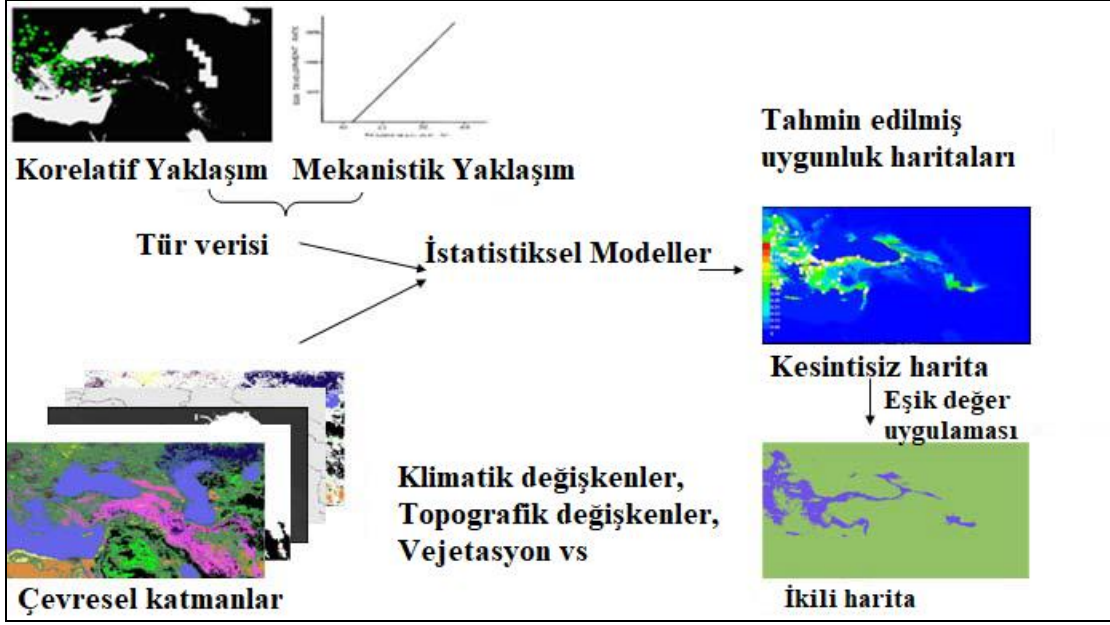 Korelatif Yaklaşım
Mekanistik Yaklaşım
Tür verisi
İstatistiksel Modeller
Tahmin edilmiş
uygunluk haritaları
Kesintisiz harita
Eşik değer
uygulaması
Klimatik değişkenler,
Topografik değişkenler,
Vejetasyon vs
Çevresel katmanlar
İkili harita